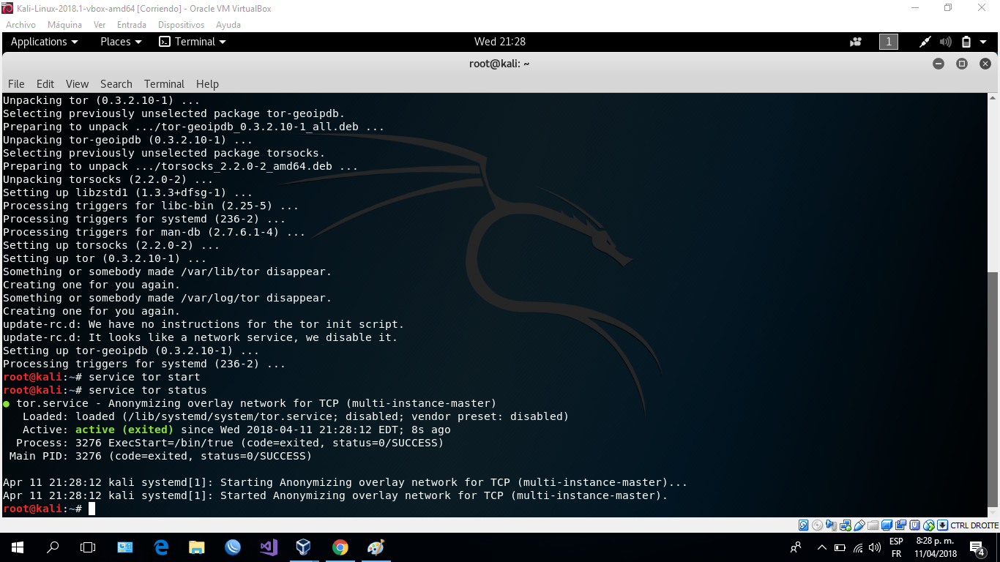 Kali-Linux-2018.1-vbox-amd64 [Corriendo] - Oracle VM VirtualBox
Archivo Máquina Ver Entrada Dispositivos Ayuda
Applications Places Terminal Wed 21:28 1
root@kali: ~
File Edit View Search Terminal Help
Unpacking tor (0.3.2.10-1) ...
Selecting previously unselected package tor-geoipdb.
Preparing to unpack .../tor-geoipdb_0.3.2.10-1_all.deb ...
Unpacking tor-geoipdb (0.3.2.10-1) ...
Selecting previously unselected package torsocks.
Preparing to unpack .../torsocks_2.2.0-2_amd64.deb ...
Unpacking torsocks (2.2.0-2) ...
Setting up libzstd1 (1.3.3+dfsg-1) ...
Processing triggers for libc-bin (2.25-5) ...
Processing triggers for systemd (236-2) ...
Processing triggers for man-db (2.7.6.1-4) ...
Setting up torsocks (2.2.0-2) ...
Setting up tor (0.3.2.10-1) ...
Something or somebody made /var/lib/tor disappear.
Creating one for you again.
Something or somebody made /var/log/tor disappear.
Creating one for you again.
update-rc.d: We have no instructions for the tor init script.
update-rc.d: It looks like a network service, we disable it.
Setting up tor-geoipdb (0.3.2.10-1) ...
Processing triggers for systemd (236-2) ...
root@kali:~# service tor start
root@kali:~# service tor status
● tor.service - Anonymizing overlay network for TCP (multi-instance-master)
Loaded: loaded (/lib/systemd/system/tor.service; disabled; vendor preset: disabled)
Active: active (exited) since Wed 2018-04-11 21:28:12 EDT; 8s ago
Process: 3276 ExecStart=/bin/true (code=exited, status=0/SUCCESS)
Main PID: 3276 (code=exited, status=0/SUCCESS)
Apr 11 21:28:12 kali systemd[1]: Starting Anonymizing overlay network for TCP (multi-instance-master)...
Apr 11 21:28:12 kali systemd[1]: Started Anonymizing overlay network for TCP (multi-instance-master).
root@kali:~#
CTRL DROITE
ESP 8:28 p. m.
FR 11/04/2018 4